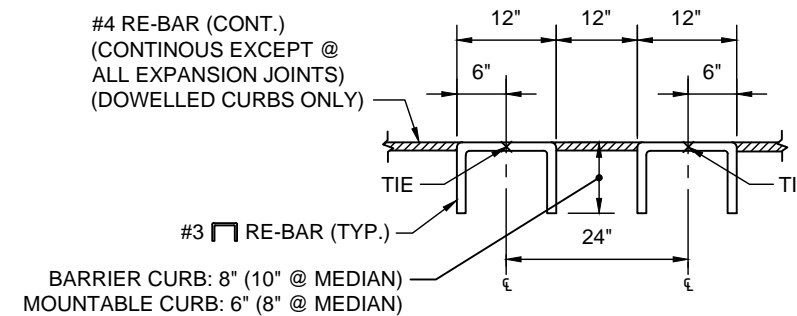 #4 RE-BAR (CONT.)
(CONTINOUS EXCEPT @
ALL EXPANSION JOINTS)
(DOWELLED CURBS ONLY)
12" 12" 12"
6" 6"
TIE TI
#3 RE-BAR (TYP.)
24"
BARRIER CURB: 8" (10" @ MEDIAN)
MOUNTABLE CURB: 6" (8" @ MEDIAN)
℄ ℄